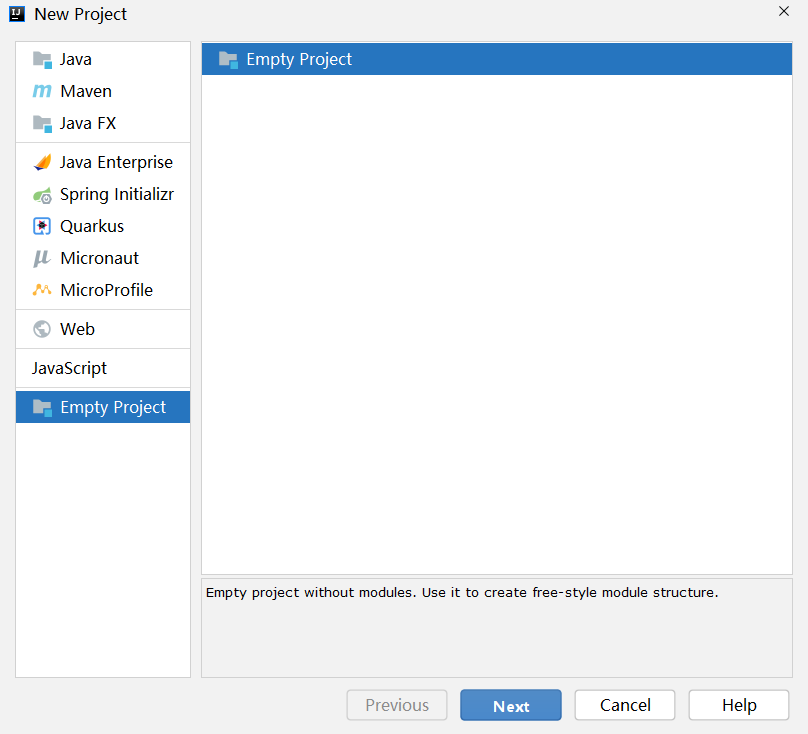 New Project
Java
Maven
Java FX
Java Enterprise
Spring Initializr
Quarkus
Micronaut
MicroProfile
Web
JavaScript
Empty Project
Empty Project
Empty project without modules. Use it to create free-style module structure.
Previous
Next
Cancel
Help